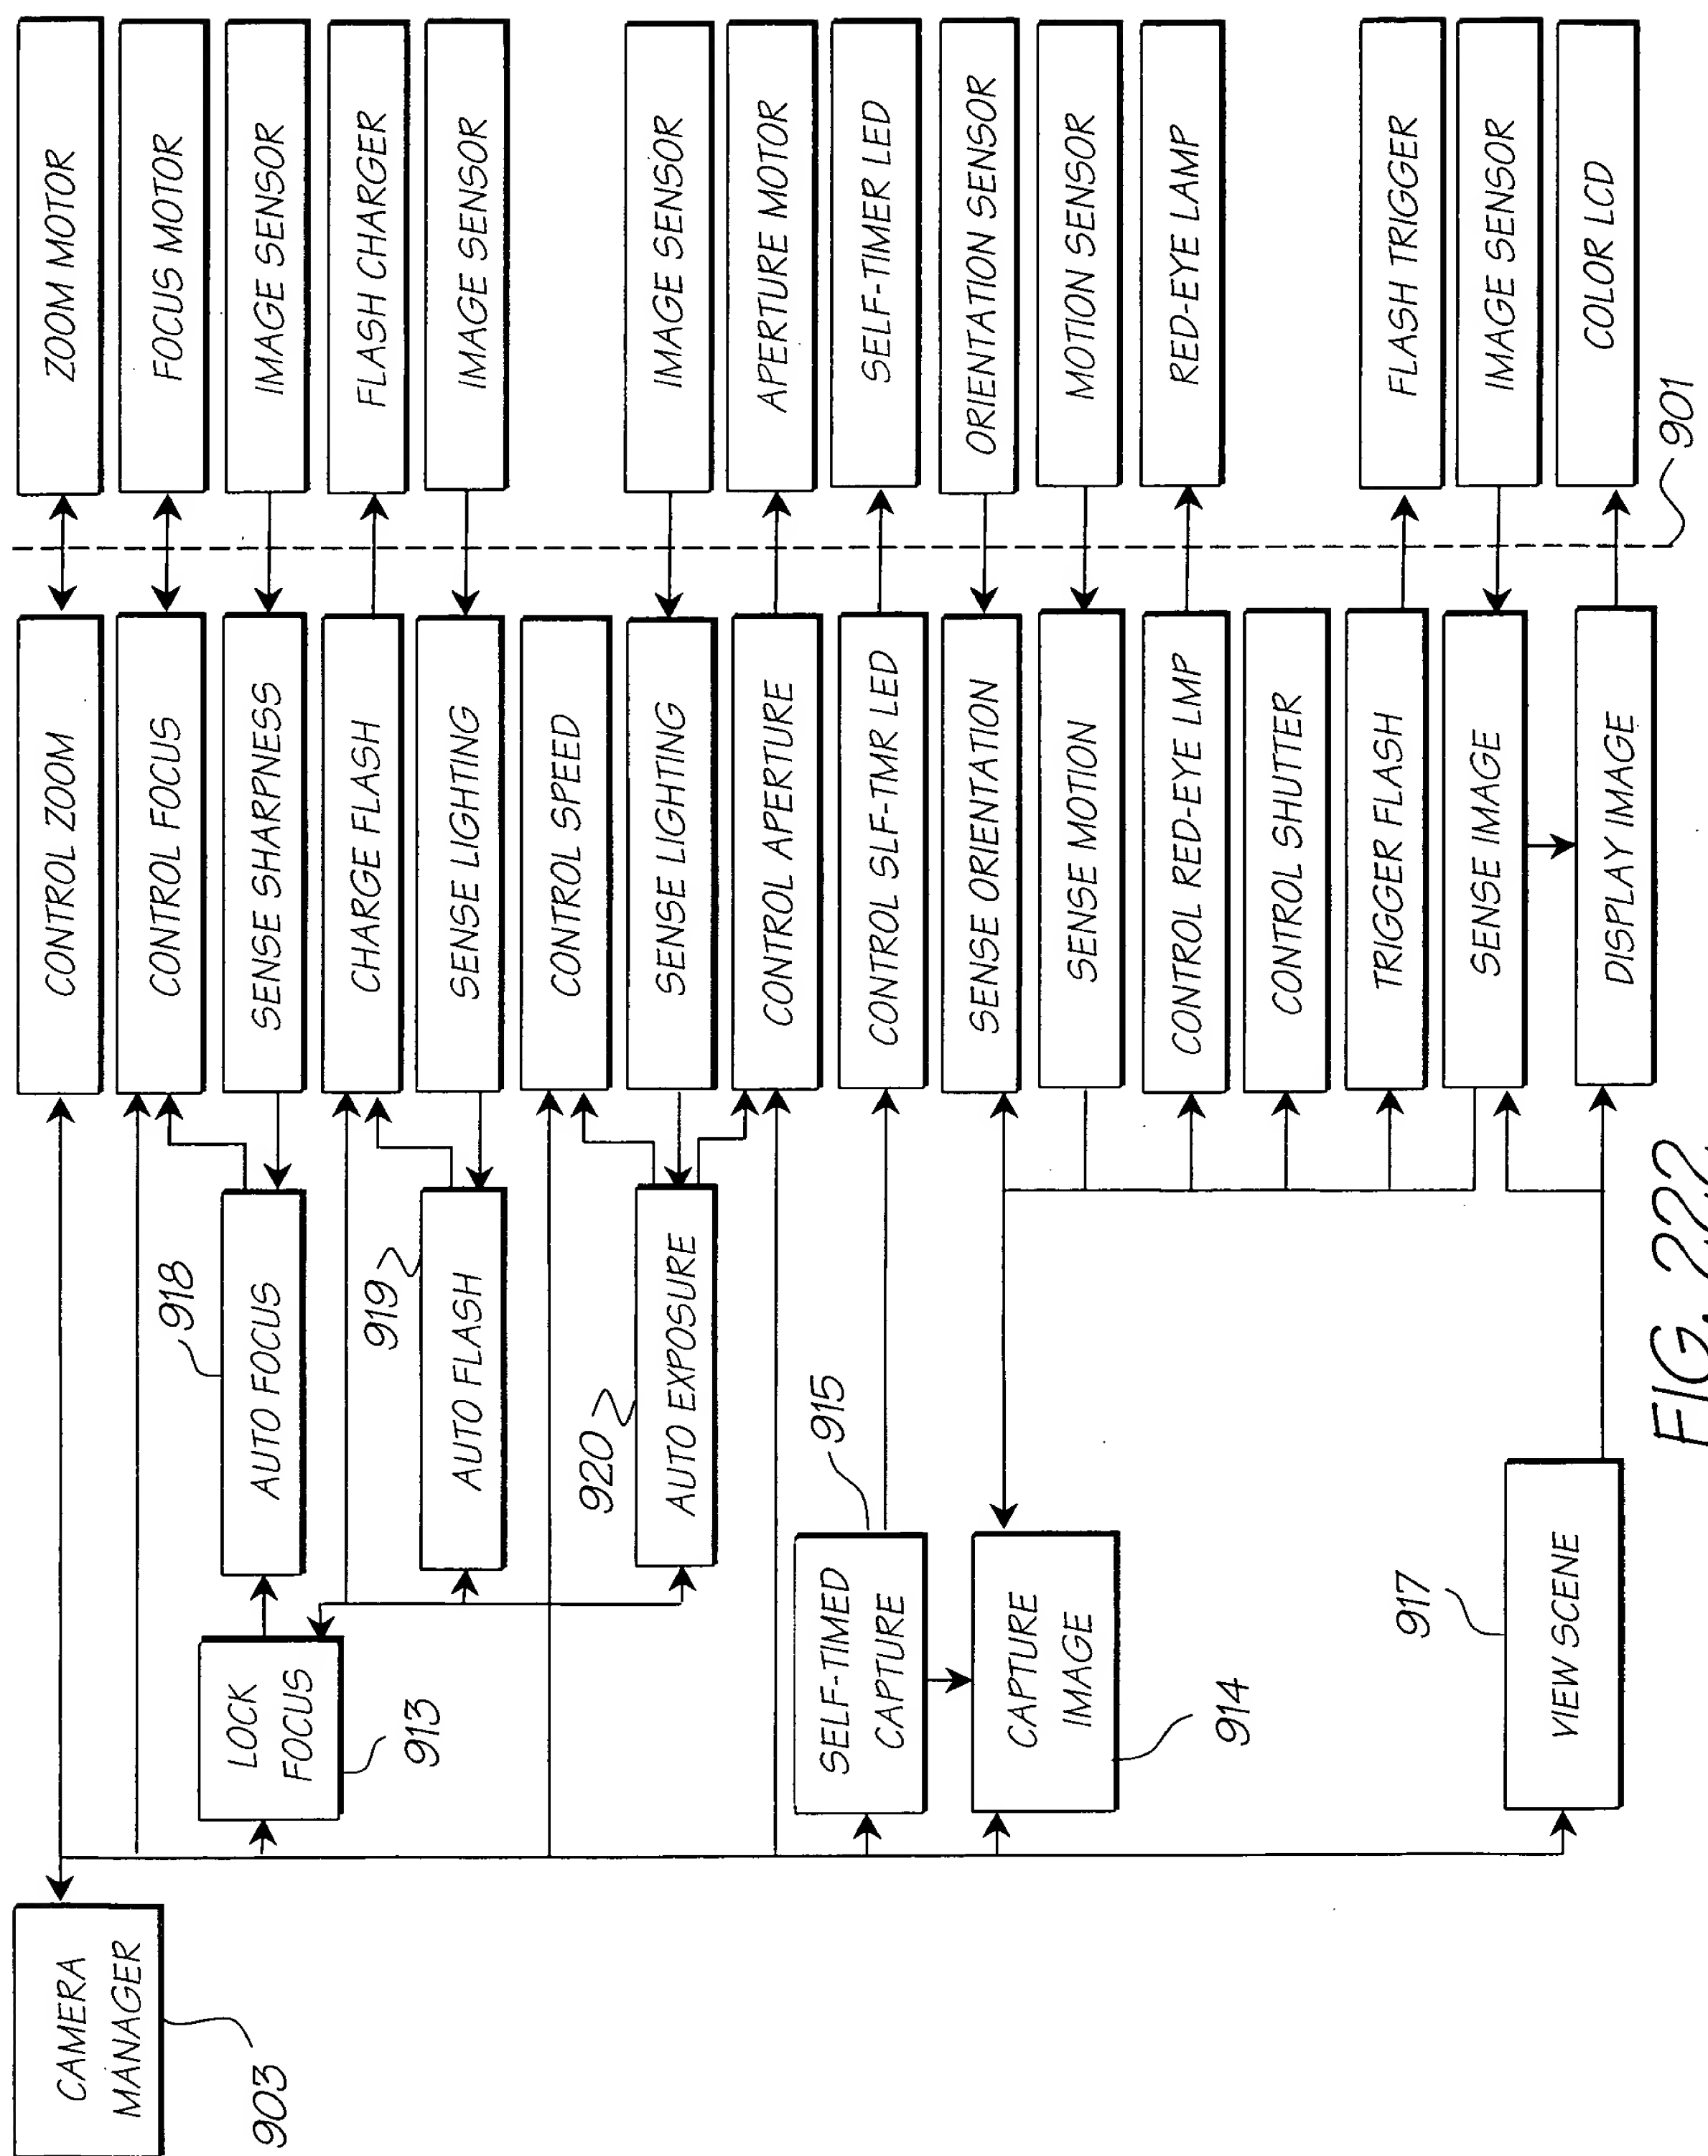 CAMERA
MANAGER
903
LOCK
FOCUS
913
AUTO FOCUS
918
AUTO FLASH
919
AUTO EXPOSURE
920
SELF-TIMED
CAPTURE
915
CAPTURE
IMAGE
914
VIEW SCENE
917
CONTROL ZOOM
CONTROL FOCUS
SENSE SHARPNESS
CHARGE FLASH
SENSE LIGHTING
CONTROL SPEED
SENSE LIGHTING
CONTROL APERTURE
CONTROL SLF-TMR LED
SENSE ORIENTATION
SENSE MOTION
CONTROL RED-EYE LMP
CONTROL SHUTTER
TRIGGER FLASH
SENSE IMAGE
DISPLAY IMAGE
ZOOM MOTOR
FOCUS MOTOR
IMAGE SENSOR
FLASH CHARGER
IMAGE SENSOR
IMAGE SENSOR
APERTURE MOTOR
SELF-TIMER LED
ORIENTATION SENSOR
MOTION SENSOR
RED-EYE LAMP
FLASH TRIGGER
IMAGE SENSOR
COLOR LCD
901
FIG. 222